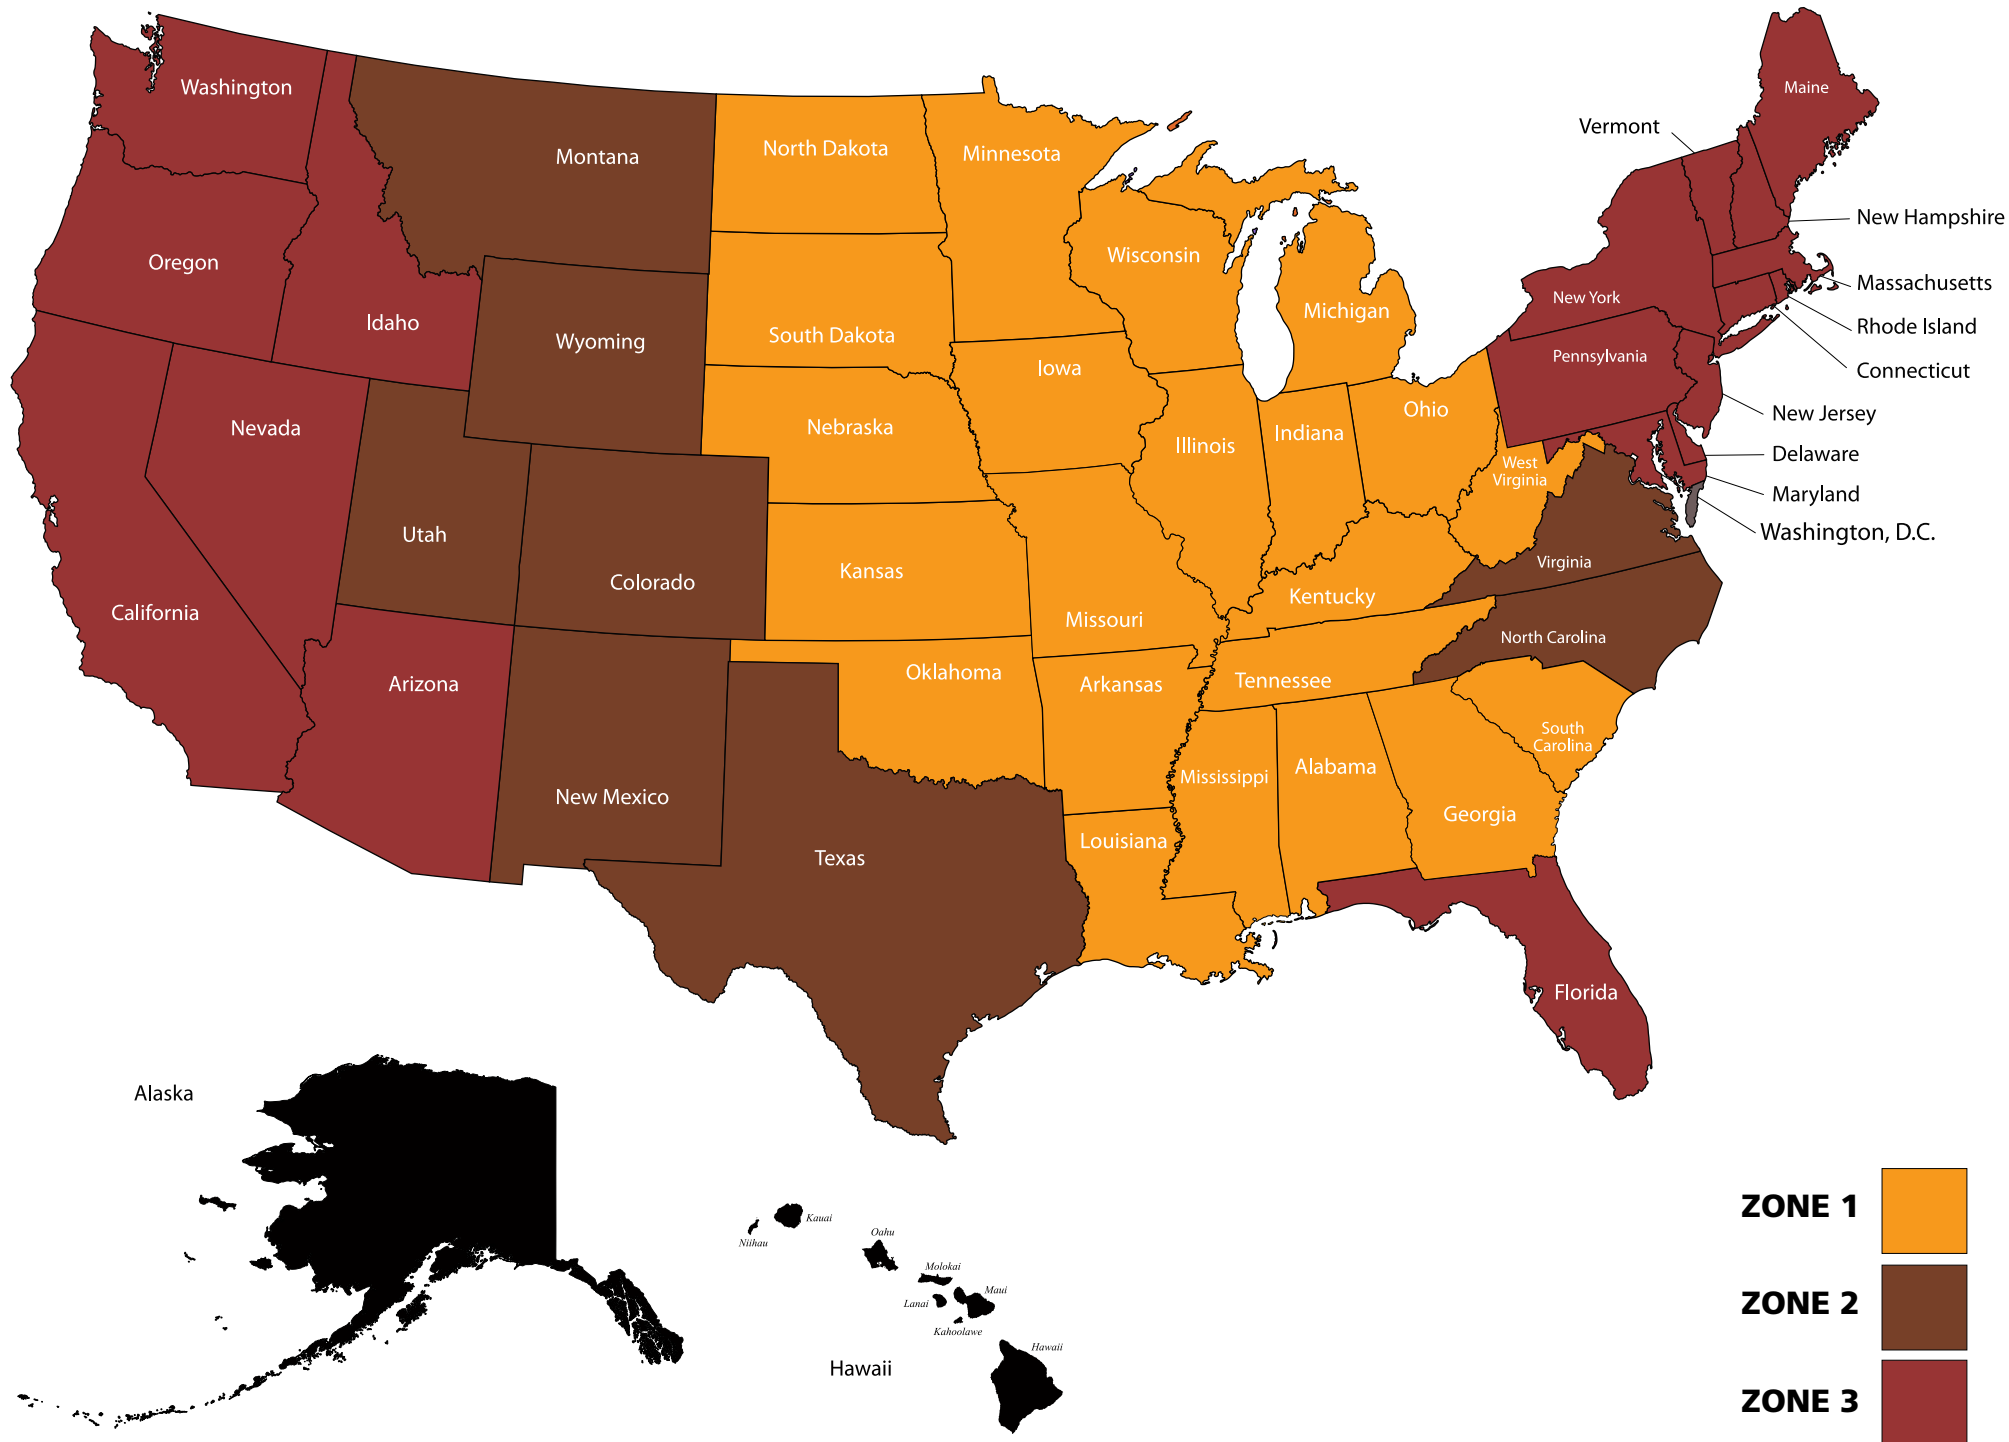 Washington
Montana
North Dakota
Minnesota
Maine
Vermont
New Hampshire
Oregon
Idaho
Wyoming
South Dakota
Wisconsin
Michigan
New York
Massachusetts
Rhode Island
Connecticut
Pennsylvania
New Jersey
Delaware
Maryland
Washington, D.C.
Nevada
Nebraska
Iowa
Illinois
Indiana
Ohio
West
Virginia
Utah
Colorado
Kansas
Missouri
Kentucky
Virginia
California
Arizona
New Mexico
Oklahoma
Arkansas
Tennessee
North Carolina
South
Carolina
Texas
Louisiana
Mississippi
Alabama
Georgia
Florida
Alaska
Niihau
Kauai
Oahu
Molokai
Lanai
Maui
Kahoolawe
Hawaii
Hawaii
ZONE 1
ZONE 2
ZONE 3